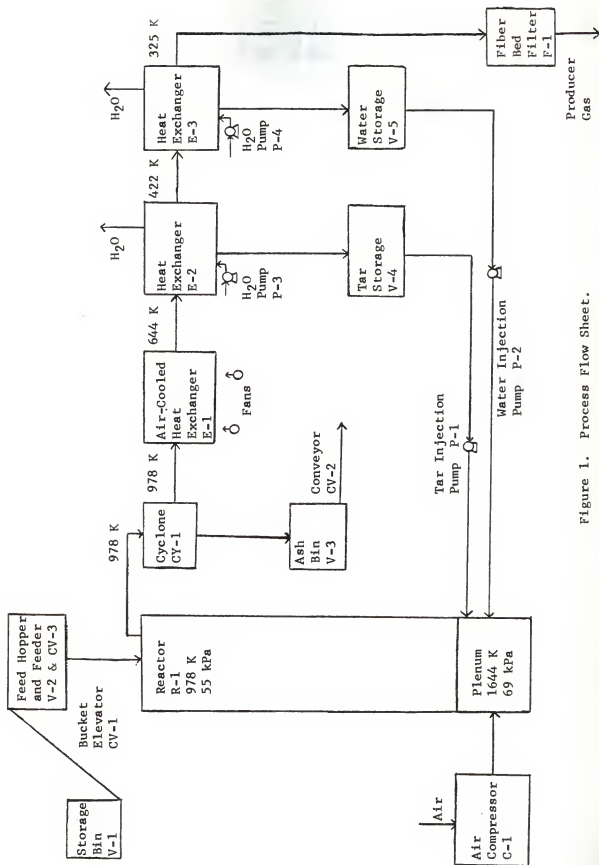 Storage
Bin
V-1
Feed Hopper
and Feeder
V-2 & CV-3
Bucket
Elevator
CV-1
Reactor
R-1
978 K
55 kPa
Plenum
1644 K
69 kPa
Air
Air
Compressor
C-1
978 K
Cyclone
CY-1
Ash
Bin
V-3
Conveyor
CV-2
978 K
Air-Cooled
Heat
Exchanger
E-1
Fans
644 K
Heat
Exchanger
E-2
H2O
H2O
Pump
P-3
Tar
Storage
V-4
Tar Injection
Pump P-1
422 K
Heat
Exchanger
E-3
H2O
H2O
Pump
P-4
Water
Storage
V-5
Water Injection
Pump P-2
325 K
Fiber
Bed
Filter
F-1
Producer
Gas
Figure 1. Process Flow Sheet.